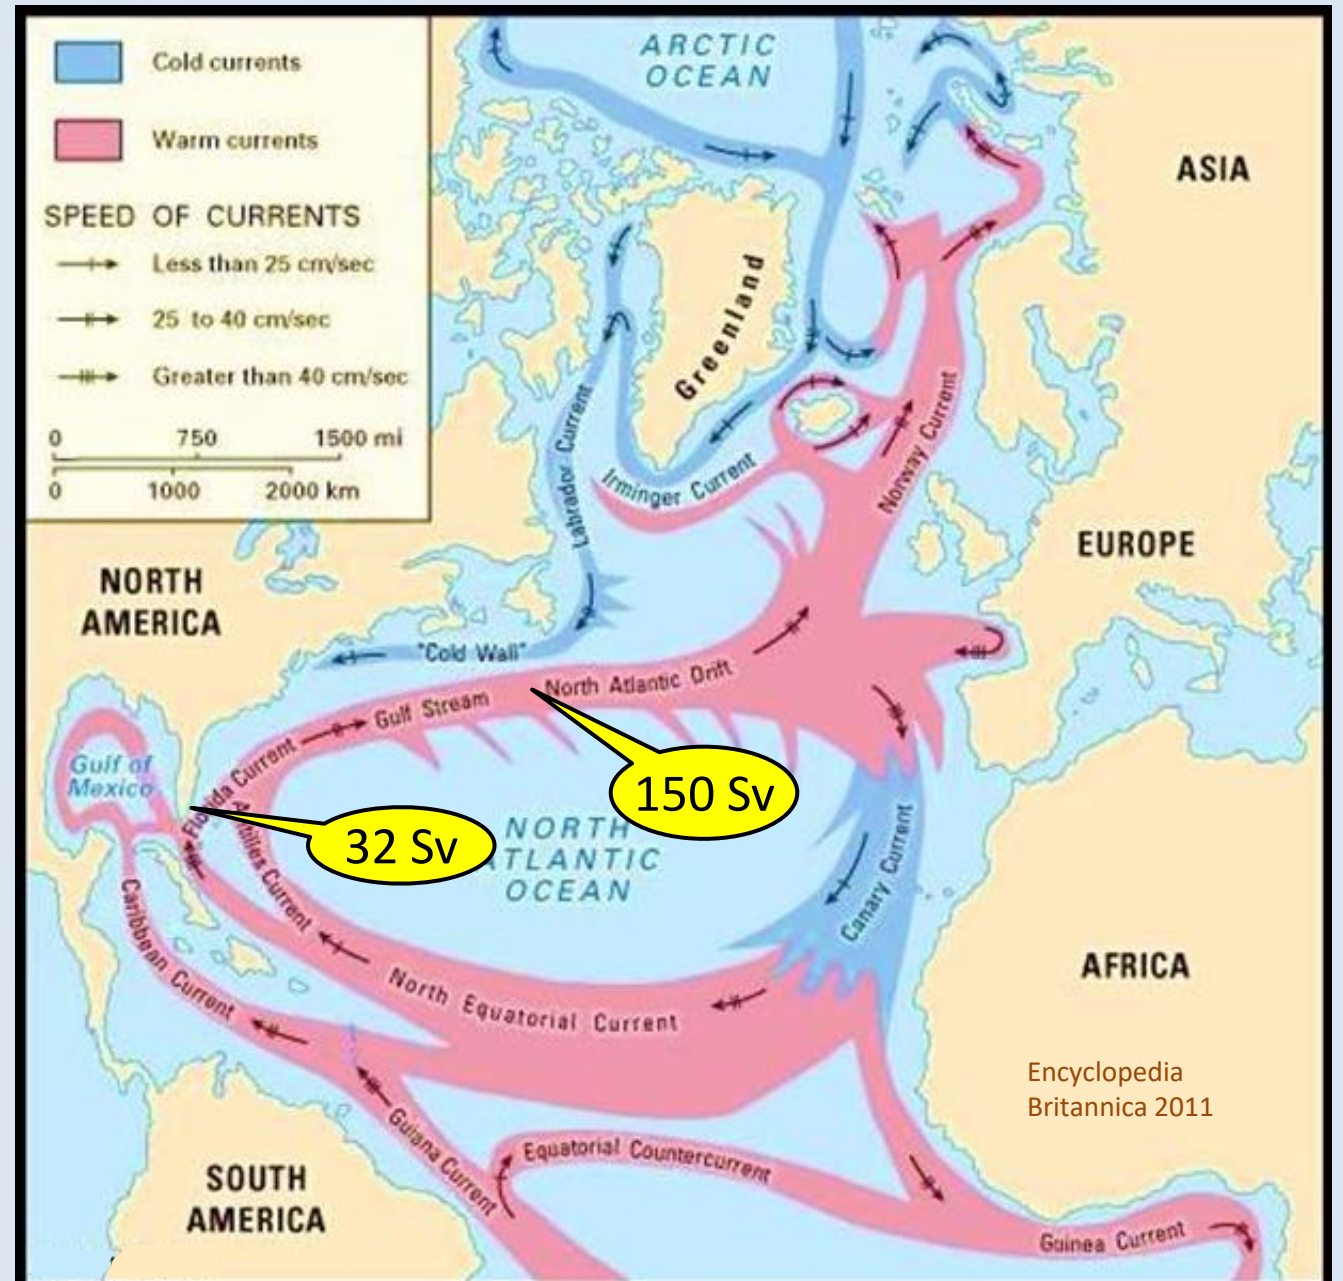 Cold currents
Warm currents
SPEED OF CURRENTS
Less than 25 cm/sec
25 to 40 cm/sec
Greater than 40 cm/sec
0 750 1500 mi
0 1000 2000 km
ARCTIC
OCEAN
ASIA
Greenland
Labrador Current
Irminger Current
Norway Current
EUROPE
NORTH
AMERICA
"Cold Wall"
North Atlantic Drift
Gulf Stream
Gulf of
Mexico
Florida Current
Antilles Current
150 Sv
32 Sv
NORTH
ATLANTIC
OCEAN
Canary Current
Caribbean Current
AFRICA
North Equatorial Current
Encyclopedia
Britannica 2011
Guiana Current
Equatorial Countercurrent
SOUTH
AMERICA
Guinea Current